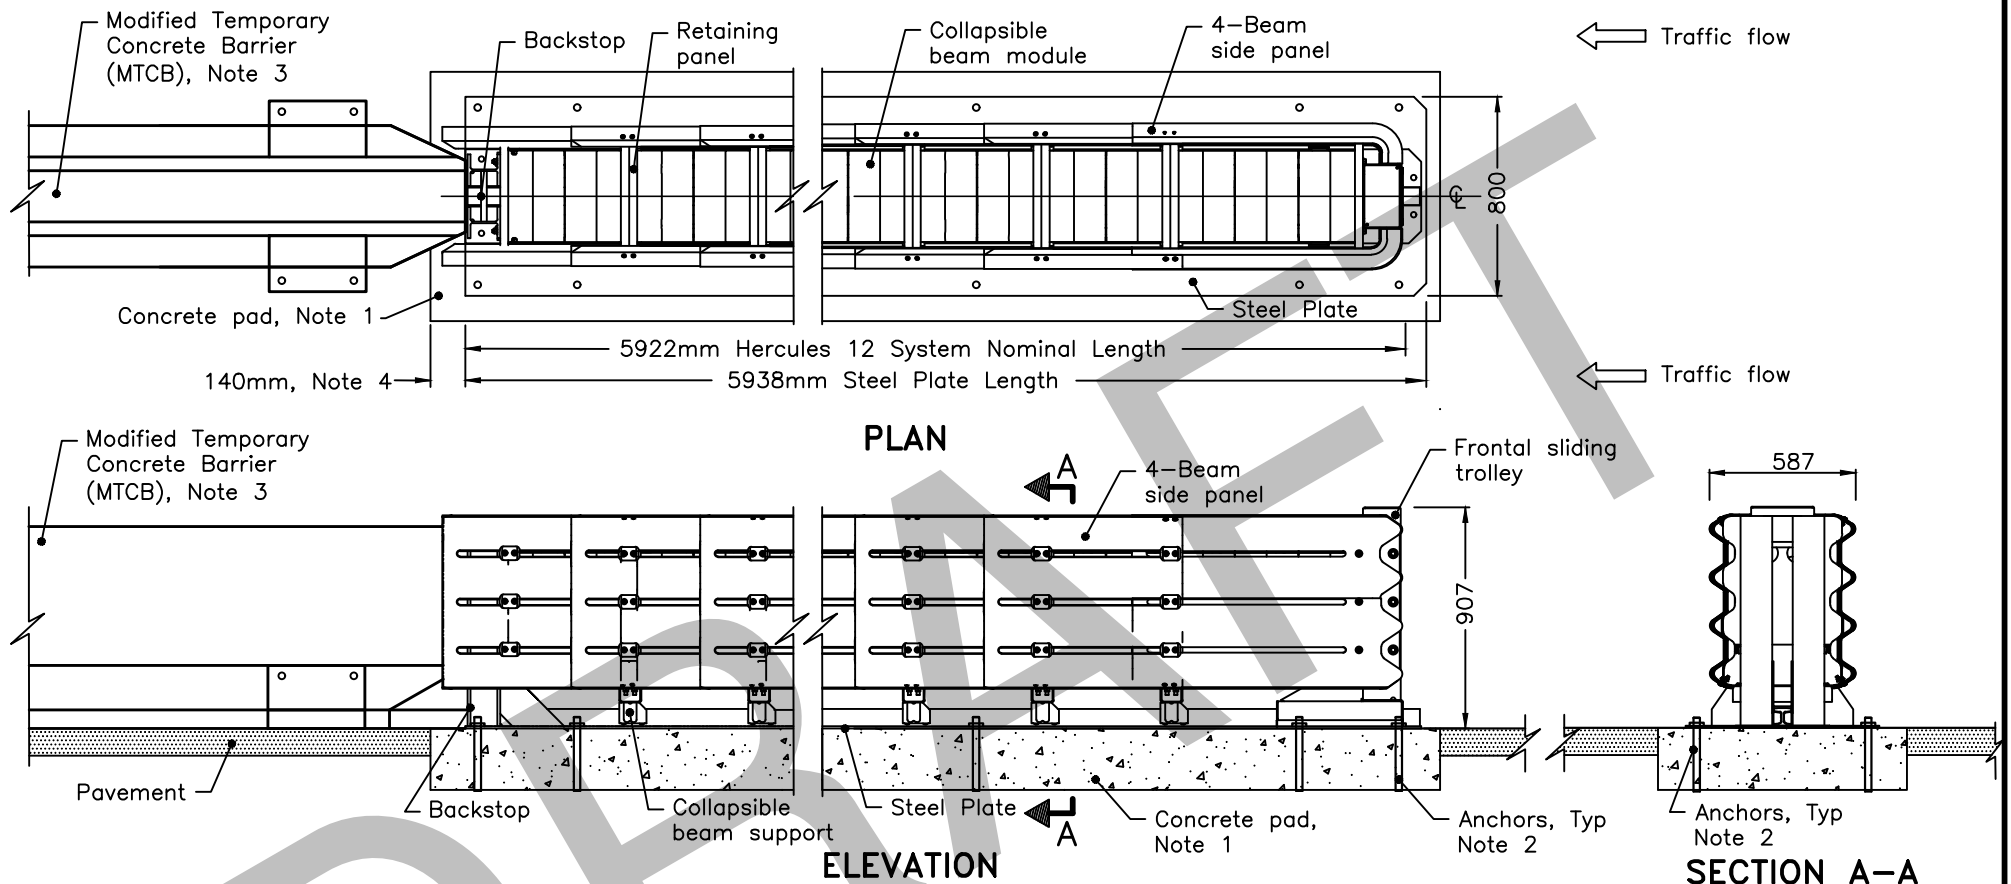 Modified Temporary
Concrete Barrier
(MTCB), Note 3
Backstop
Retaining
panel
Collapsible
beam module
4-Beam
side panel
Traffic flow
℄
800
Concrete pad, Note 1
Steel Plate
5922mm Hercules 12 System Nominal Length
140mm, Note 4
5938mm Steel Plate Length
Traffic flow
PLAN
Modified Temporary
Concrete Barrier
(MTCB), Note 3
A
4-Beam
side panel
Frontal sliding
trolley
587
907
Pavement
Backstop
Collapsible
beam support
Steel Plate
A
Concrete pad,
Note 1
Anchors, Typ
Note 2
Anchors, Typ
Note 2
ELEVATION
SECTION A-A
DRAFT